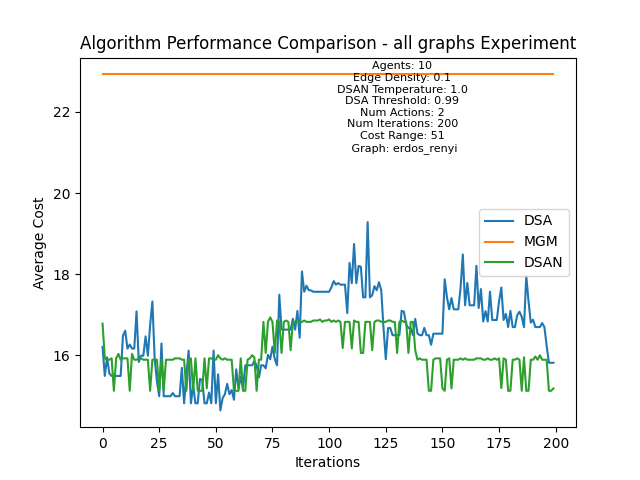 Algorithm Performance Comparison - all graphs Experiment
Agents: 10
Edge Density: 0.1
DSAN Temperature: 1.0
DSA Threshold: 0.99
Num Actions: 2
Num Iterations: 200
Cost Range: 51
Graph: erdos_renyi
22
20
18
16
Average Cost
DSA
MGM
DSAN
0 25 50 75 100 125 150 175 200
Iterations